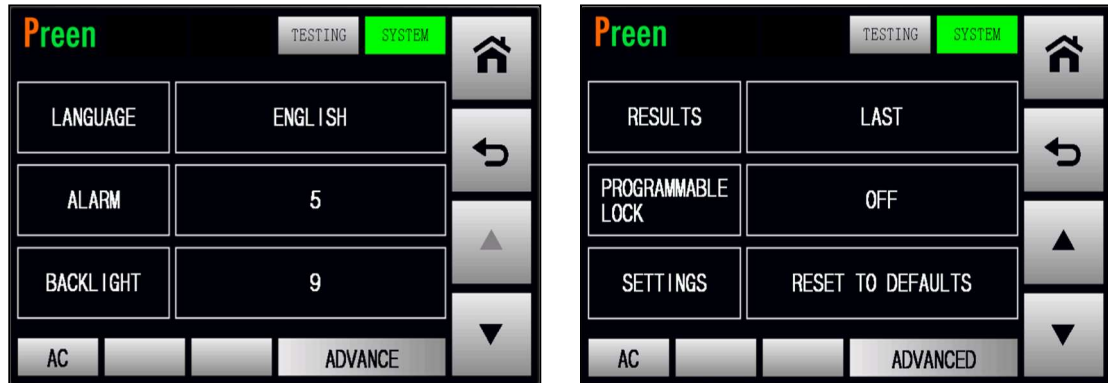 Preen
TESTING
SYSTEM
LANGUAGE
ENGLISH
ALARM
5
BACKLIGHT
9
AC
ADVANCE
Preen
TESTING
SYSTEM
RESULTS
LAST
PROGRAMMABLE
LOCK
OFF
SETTINGS
RESET TO DEFAULTS
AC
ADVANCED